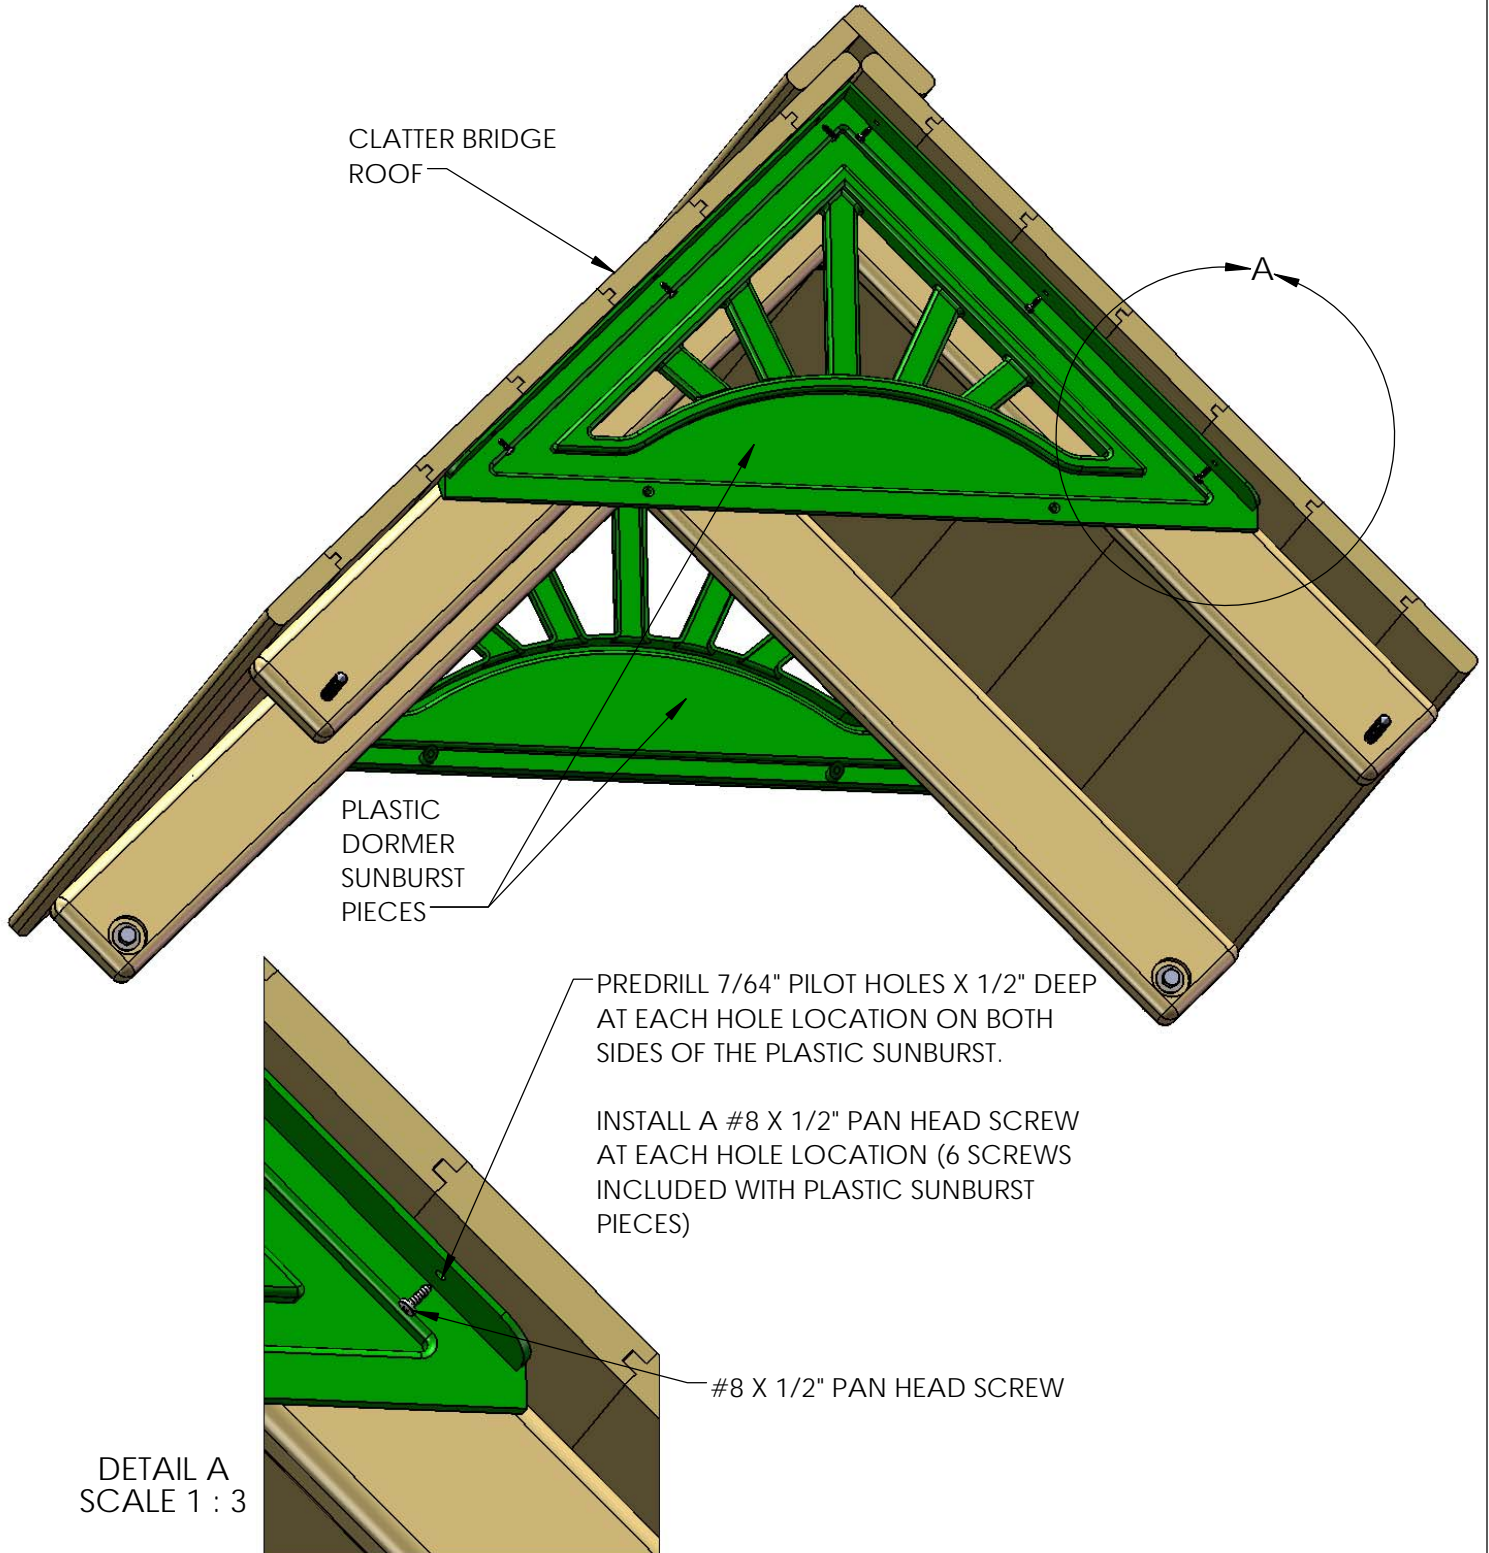 CLATTER BRIDGE
ROOF
A
PLASTIC
DORMER
SUNBURST
PIECES
PREDRILL 7/64" PILOT HOLES X 1/2" DEEP
AT EACH HOLE LOCATION ON BOTH
SIDES OF THE PLASTIC SUNBURST.
INSTALL A #8 X 1/2" PAN HEAD SCREW
AT EACH HOLE LOCATION (6 SCREWS
INCLUDED WITH PLASTIC SUNBURST
PIECES)
#8 X 1/2" PAN HEAD SCREW
DETAIL A
SCALE 1 : 3